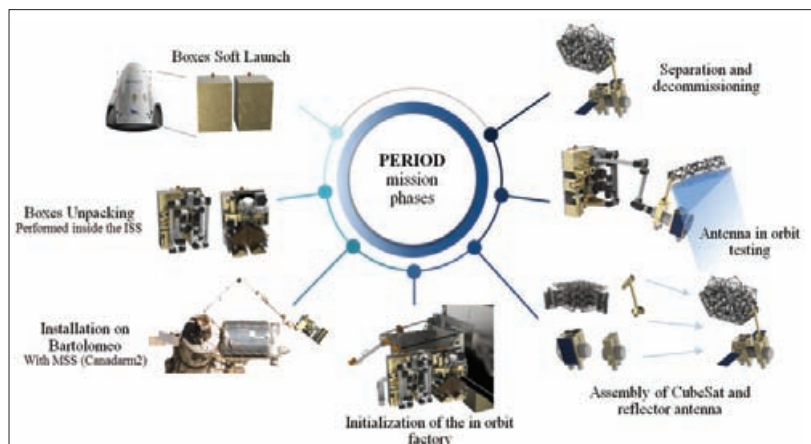 Boxes Soft Launch
Boxes Unpacking
Performed inside the ISS
Installation on
Bartolomeo
With MSS (Canadarm2)
PERIOD
mission
phases
Initialization of the in orbit
factory
Assembly of CubeSat and
reflector antenna
Antenna in orbit
testing
Separation and
decommissioning